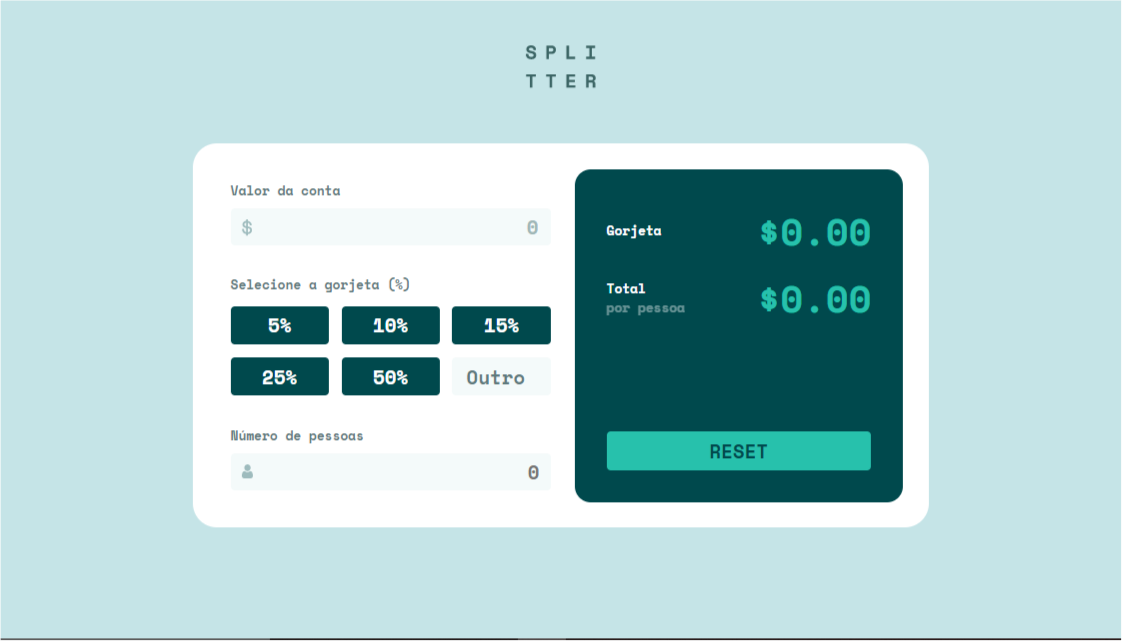 SPLI
TTER
Valor da conta
$ 0
Selecione a gorjeta (%)
5% 10% 15%
25% 50% Outro
Número de pessoas
0
Gorjeta $0.00
Total $0.00
por pessoa
RESET